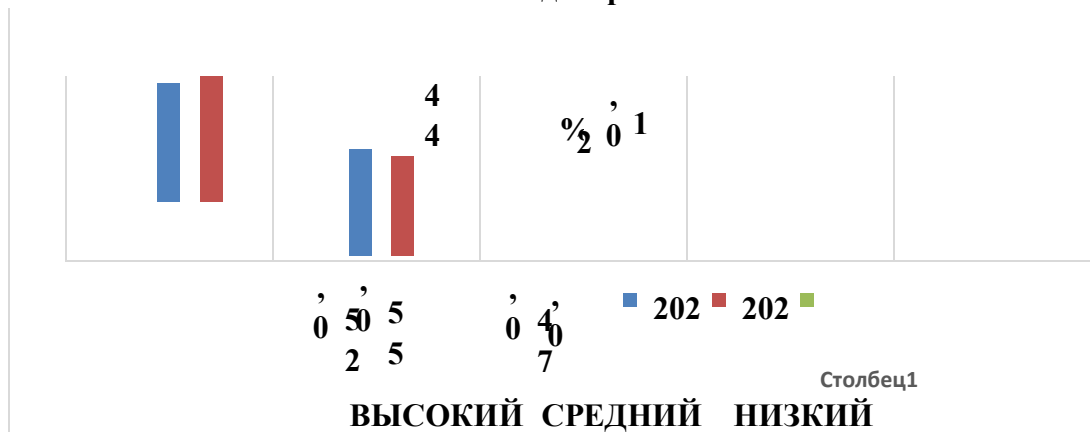 4
4
% 2 , 0 1
, 0 5 2 , 0 5 5
, 0 4 7 , 0
202 202
Столбец1
ВЫСОКИЙ СРЕДНИЙ НИЗКИЙ